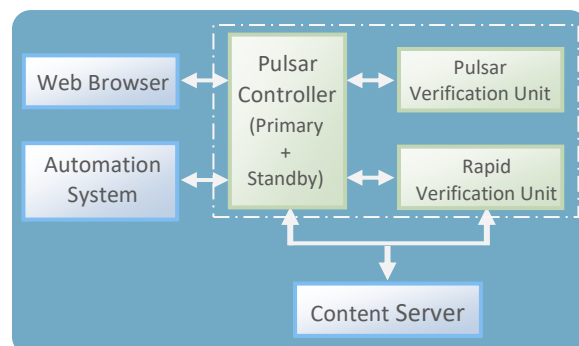 Web Browser
Automation
System
Pulsar
Controller
(Primary
+
Standby)
Pulsar
Verification Unit
Rapid
Verification Unit
Content Server